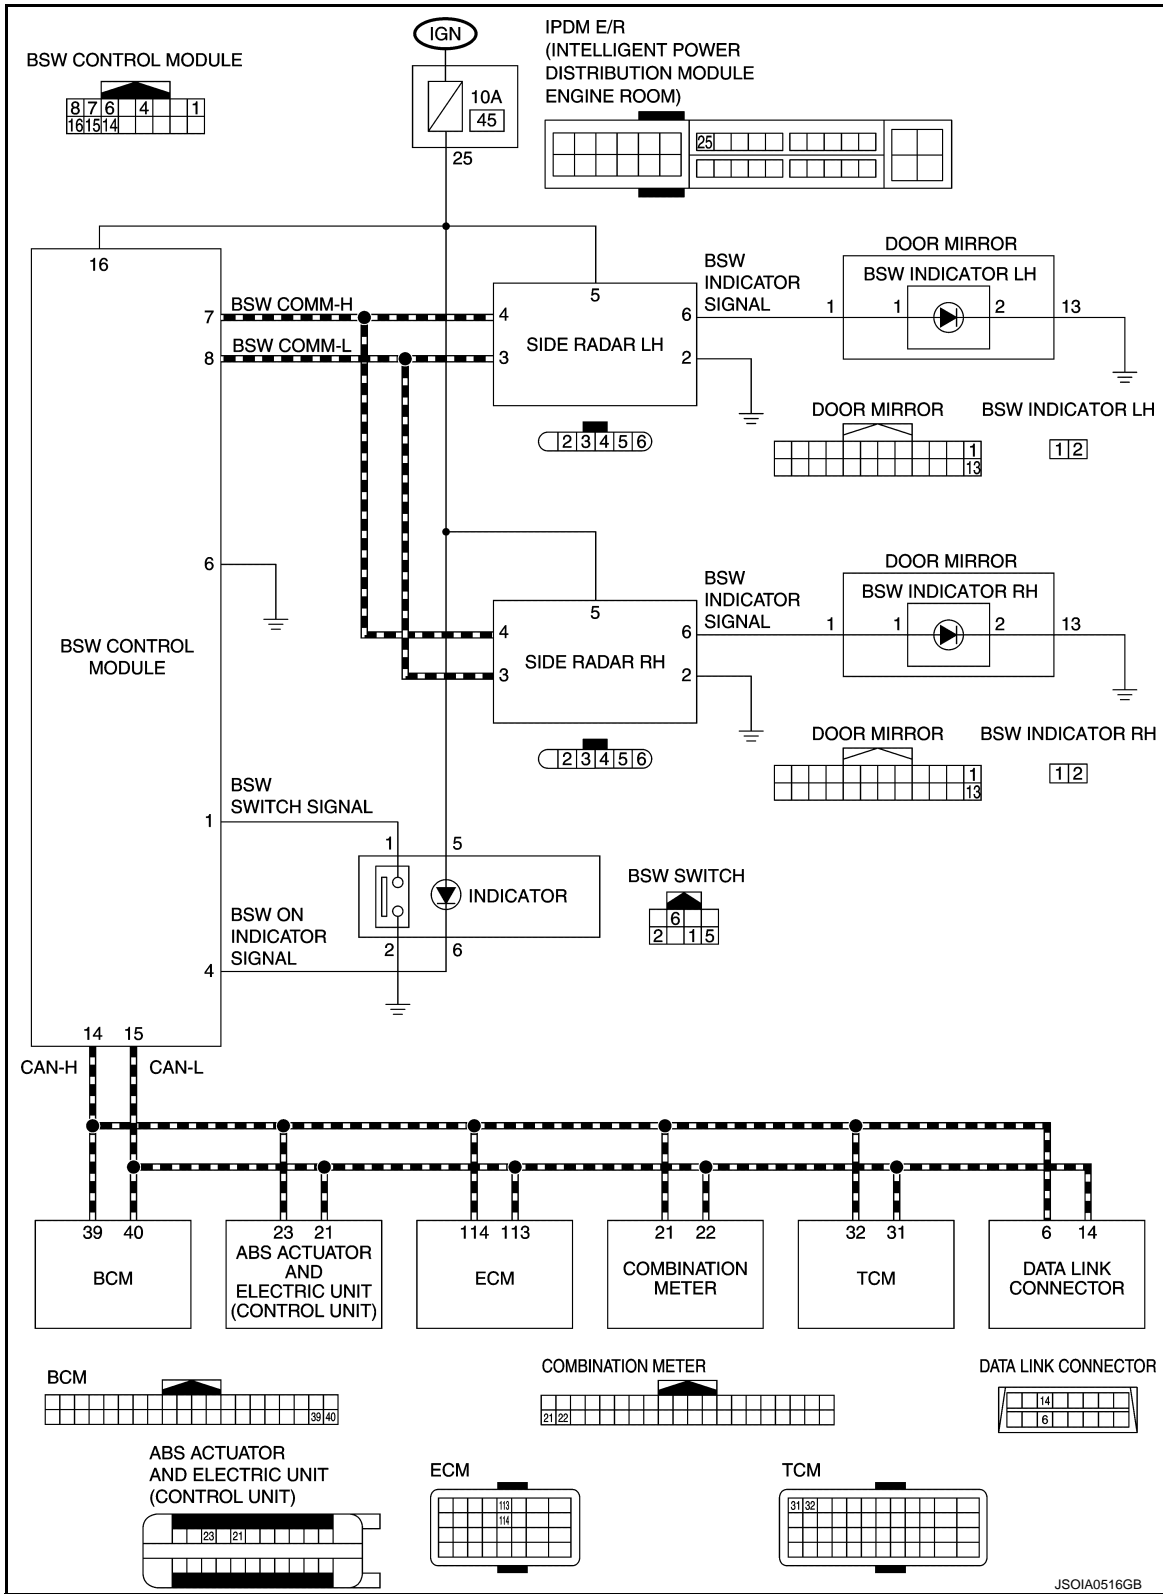 BSW CONTROL MODULE
8 7 6 4 1
16 15 14
IGN
10A
45
25
IPDM E/R
(INTELLIGENT POWER
DISTRIBUTION MODULE
ENGINE ROOM)
25
16
7
BSW COMM-H
8
BSW COMM-L
5
4
3
SIDE RADAR LH
6
2
2 3 4 5 6
BSW
INDICATOR
SIGNAL
DOOR MIRROR
BSW INDICATOR LH
1
1
2
13
DOOR MIRROR
1
13
BSW INDICATOR LH
1 2
6
BSW CONTROL
MODULE
5
4
3
SIDE RADAR RH
6
2
2 3 4 5 6
BSW
INDICATOR
SIGNAL
DOOR MIRROR
BSW INDICATOR RH
1
1
2
13
DOOR MIRROR
1
13
BSW INDICATOR RH
1 2
BSW
SWITCH SIGNAL
1
1
5
INDICATOR
BSW ON
INDICATOR
SIGNAL
2
6
4
BSW SWITCH
6
2 1 5
14
15
CAN-H
CAN-L
39 40
BCM
23 21
ABS ACTUATOR
AND
ELECTRIC UNIT
(CONTROL UNIT)
114 113
ECM
21 22
COMBINATION
METER
32 31
TCM
6 14
DATA LINK
CONNECTOR
BCM
39 40
COMBINATION METER
21 22
DATA LINK CONNECTOR
14
6
ABS ACTUATOR
AND ELECTRIC UNIT
(CONTROL UNIT)
23 21
ECM
113
114
TCM
31 32
JSOIA0516GB